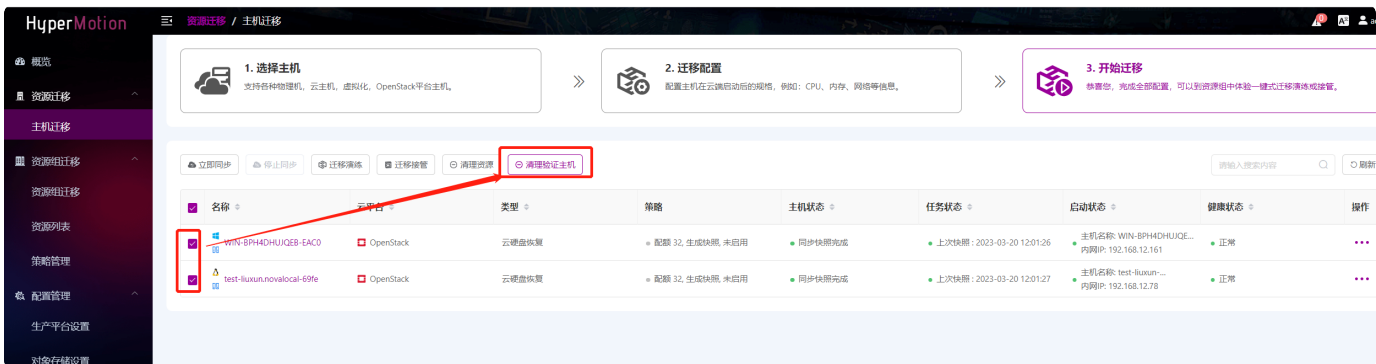 HyperMotion
资源迁移 / 主机迁移
0
概览
资源迁移
主机迁移
资源组迁移
资源组迁移
资源列表
策略管理
配置管理
生产平台设置
对象存储设置
1. 选择主机
支持各种物理机，云主机，虚拟化，OpenStack平台主机。
2. 迁移配置
配置主机在云端启动后的规格，例如：CPU、内存、网络等信息。
3. 开始迁移
恭喜您，完成全部配置，可以到资源组中体验一键式迁移演练或接管。
立即同步 停止同步 迁移演练 迁移接管 清理资源 清理验证主机 请输入搜索内容 刷新
名称 云平台 类型 策略 主机状态 任务状态 启动状态 健康状态 操作
WIN-BPH4DHUJQEB-EAC0 OpenStack 云硬盘恢复 配额 32, 生成快照, 未启用 同步快照完成 上次快照 : 2023-03-20 12:01:26 主机名称: WIN-BPH4DHUJQE... 正常
内网IP: 192.168.12.161
test-liuxun.novalocal-69fe OpenStack 云硬盘恢复 配额 32, 生成快照, 未启用 同步快照完成 上次快照 : 2023-03-20 12:01:27 主机名称: test-liuxun-... 正常
内网IP: 192.168.12.78